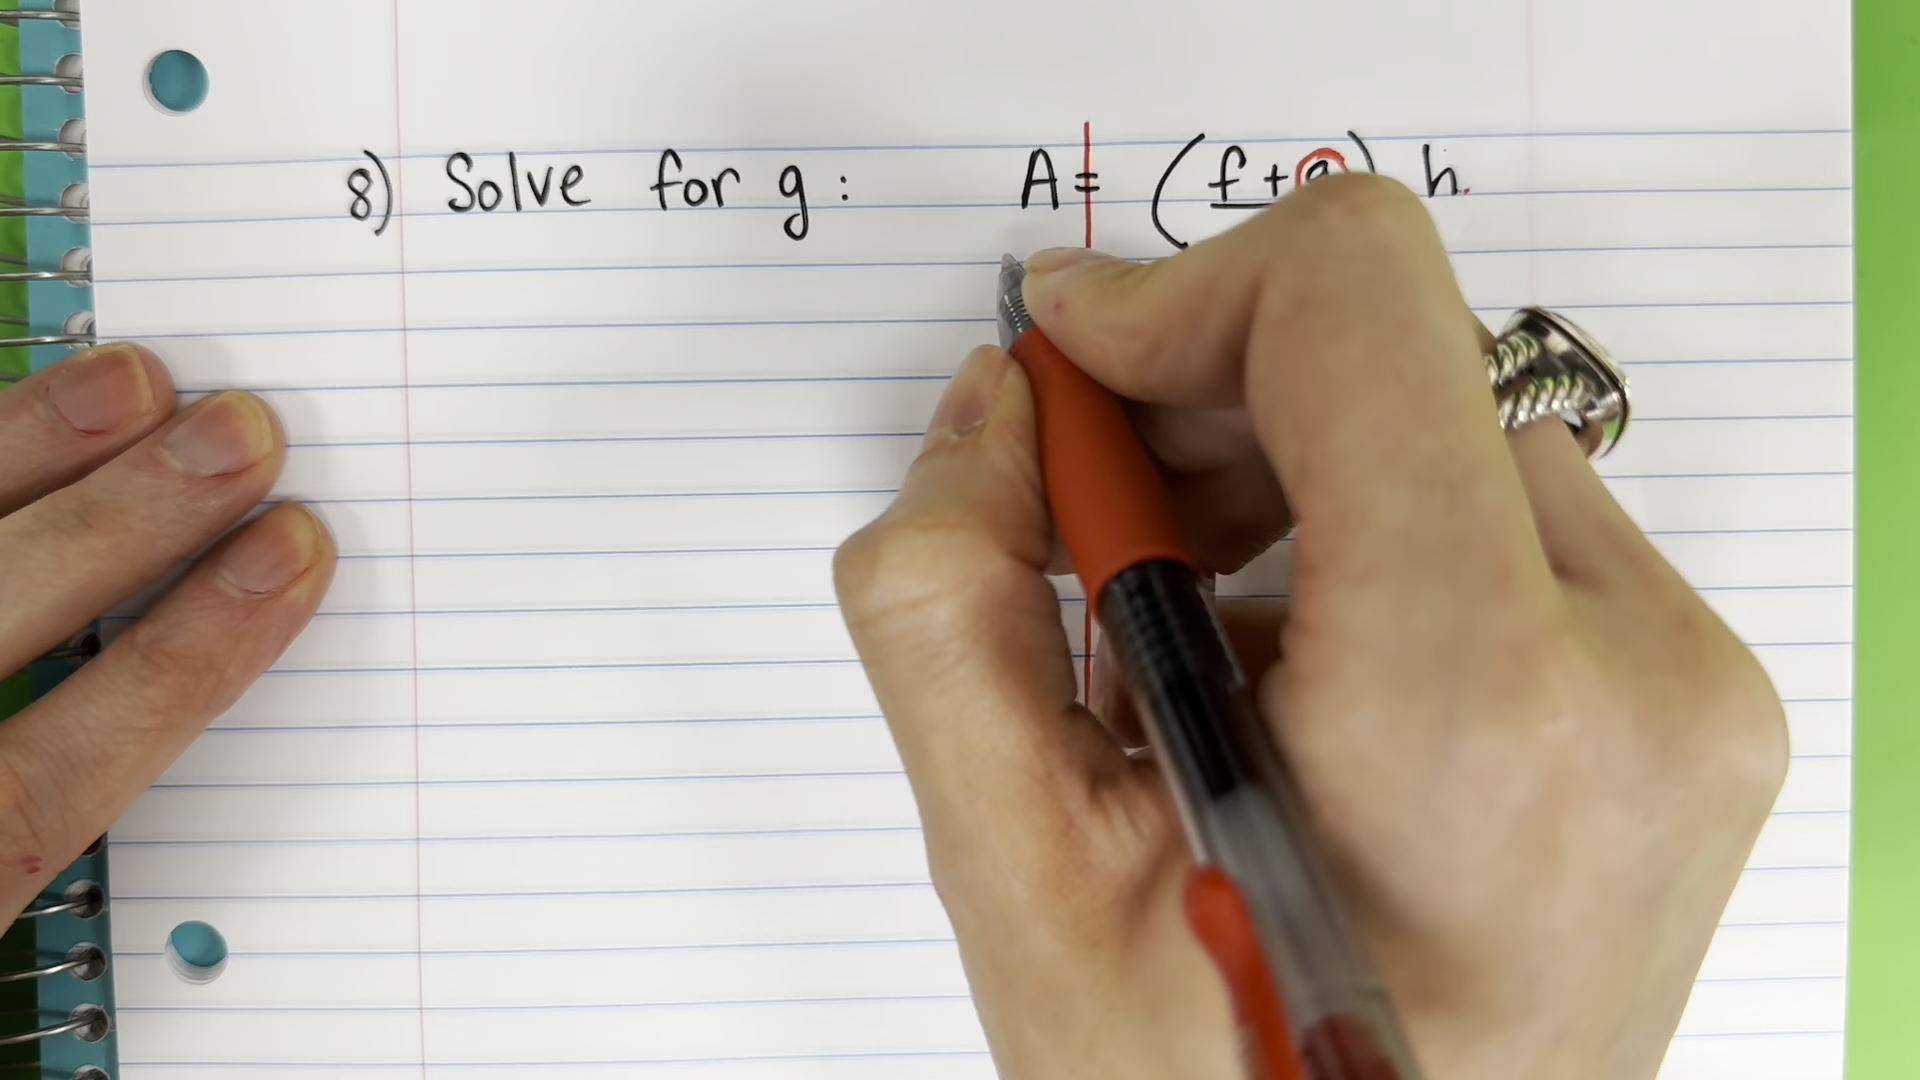 8) Solve for g: A = (f + g) h